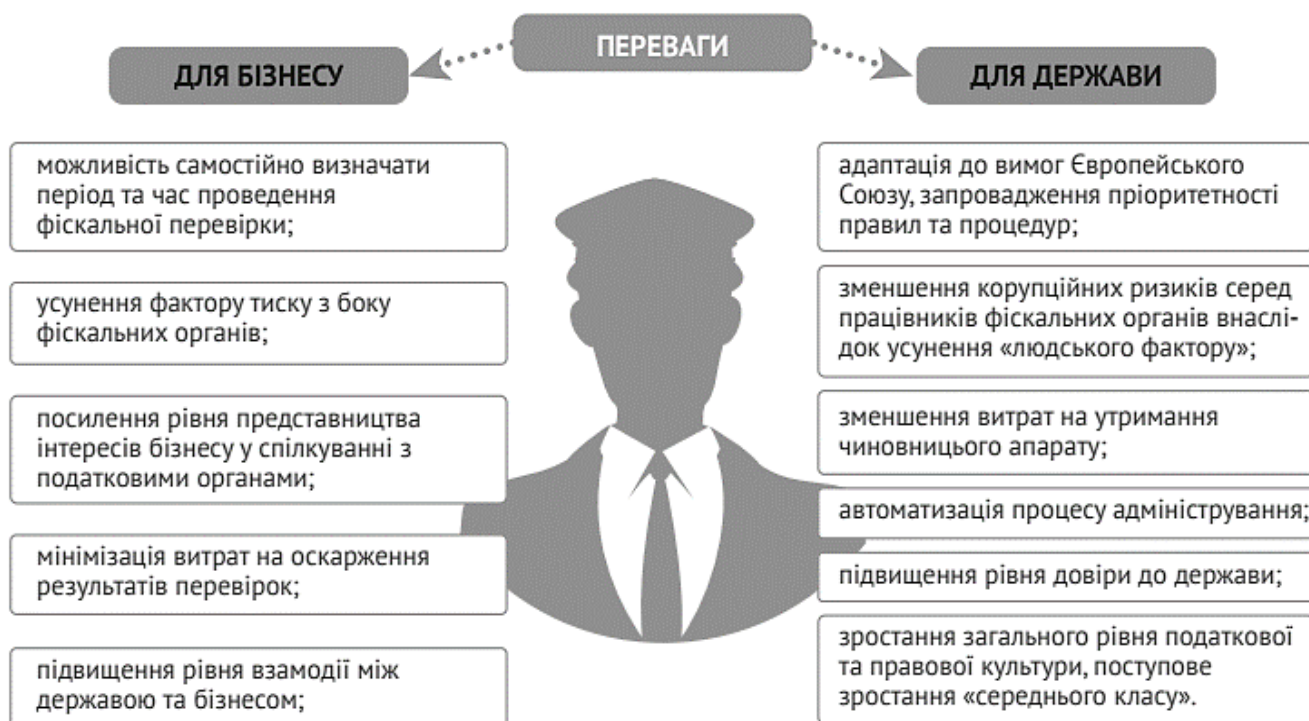 ПЕРЕВАГИ
ДЛЯ БІЗНЕСУ
можливість самостійно визначати
період та час проведення
фіскальної перевірки;
усунення фактору тиску з боку
фіскальних органів;
посилення рівня представництва
інтересів бізнесу у спілкуванні з
податковими органами;
мінімізація витрат на оскарження
результатів перевірок;
підвищення рівня взамодії між
державою та бізнесом;
ДЛЯ ДЕРЖАВИ
адаптація до вимог Європейського
Союзу, запровадження пріоритетності
правил та процедур;
зменшення корупційних ризиків серед
працівників фіскальних органів внаслі-
док усунення «людського фактору»;
зменшення витрат на утримання
чиновницького апарату;
автоматизація процесу адміністрування;
підвищення рівня довіри до держави;
зростання загального рівня податкової
та правової культури, поступове
зростання «середнього класу».